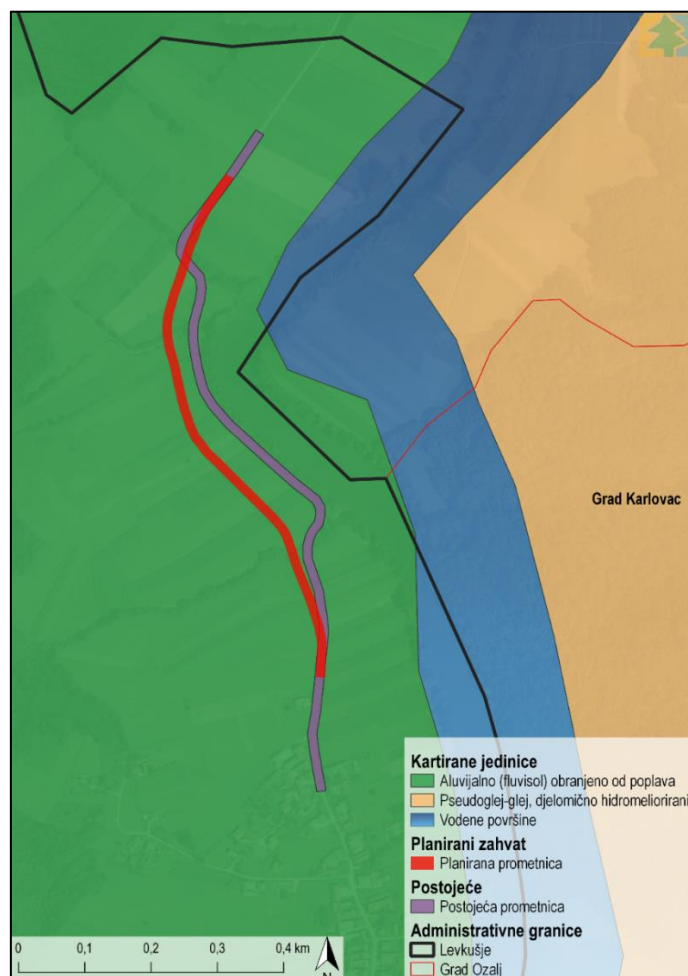 Grad Karlovac
Kartirane jedinice
Aluvijalno (fluvisol) obranjeno od poplava
Pseudoglej-glej, djelomično hidromeliorirani
Vodene površine
Planirani zahvat
Planirana prometnica
Postojeće
Postojeća prometnica
Administrativne granice
Levkušje
Grad Ozalj
0 0,1 0,2 0,3 0,4 km
N